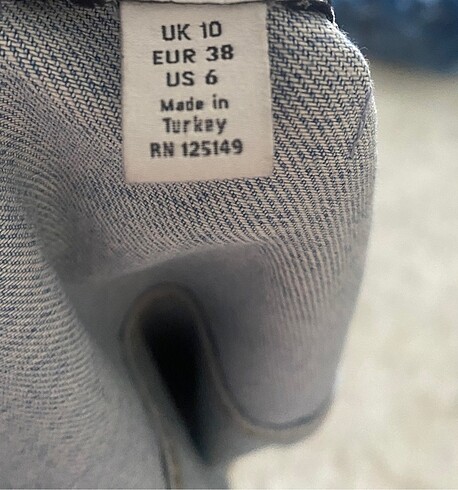 UK 10
EUR 38
US 6
Made in
Turkey
RN 125149